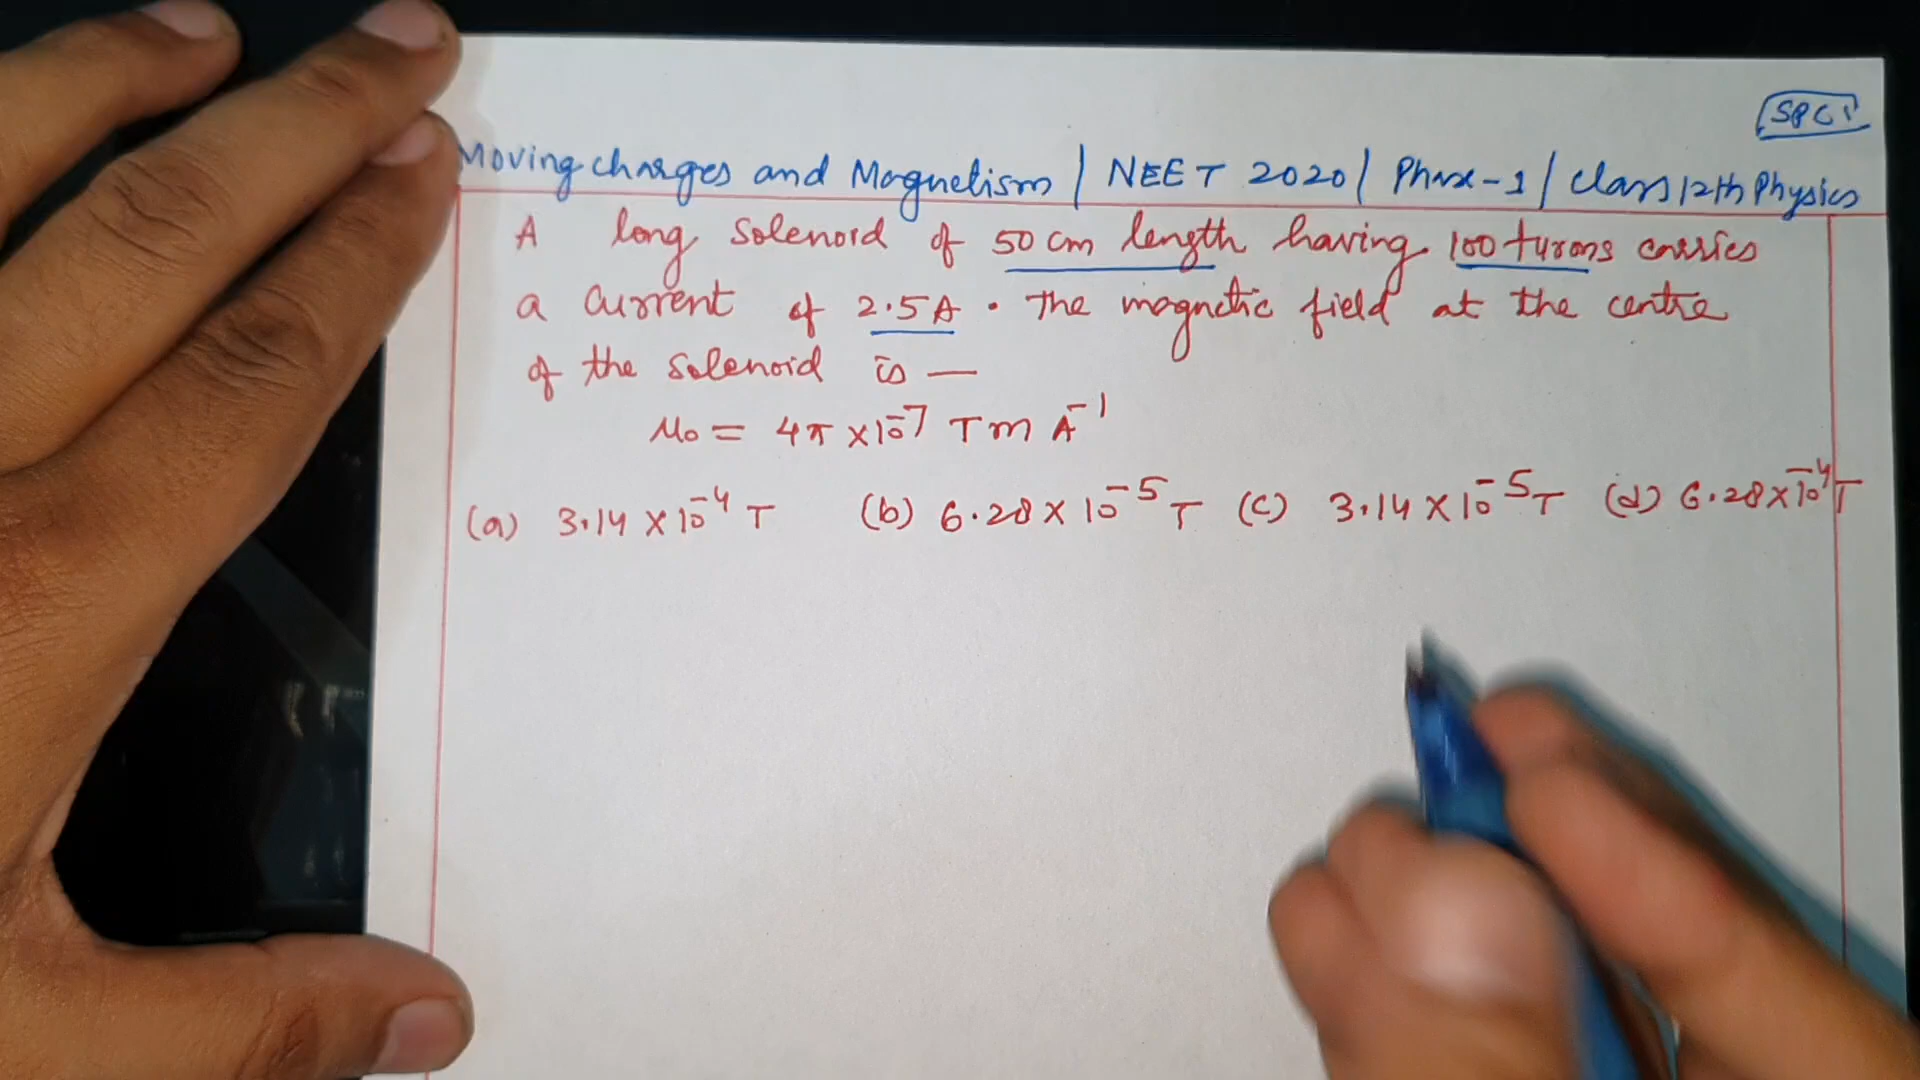 SPC
Moving charges and Magnetism | NEET 2020 | Phase-1 | Class 12th Physics
A long Solenoid of 50 cm length having 100 turns carries
a current of 2.5A. The magnetic field at the centre
of the Solenoid is —
μ₀ = 4π × 10⁻⁷ T m A⁻¹
(a) 3.14 × 10⁻⁴ T (b) 6.28 × 10⁻⁵ T (c) 3.14 × 10⁻⁵ T (d) 6.28 × 10⁻⁴ T